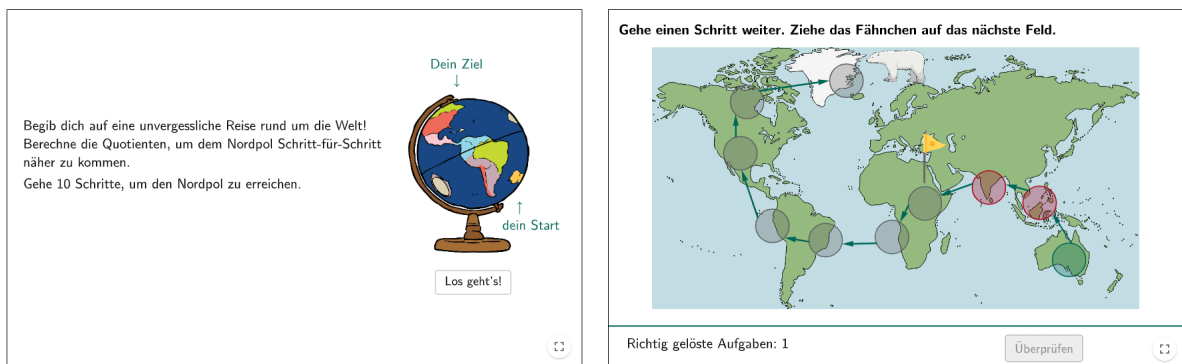 Dein Ziel
Begib dich auf eine unvergessliche Reise rund um die Welt!
Berechne die Quotienten, um dem Nordpol Schritt-für-Schritt
näher zu kommen.
Gehe 10 Schritte, um den Nordpol zu erreichen.
dein Start
Los geht's!
Gehe einen Schritt weiter. Ziehe das Fähnchen auf das nächste Feld.
Richtig gelöste Aufgaben: 1
Überprüfen